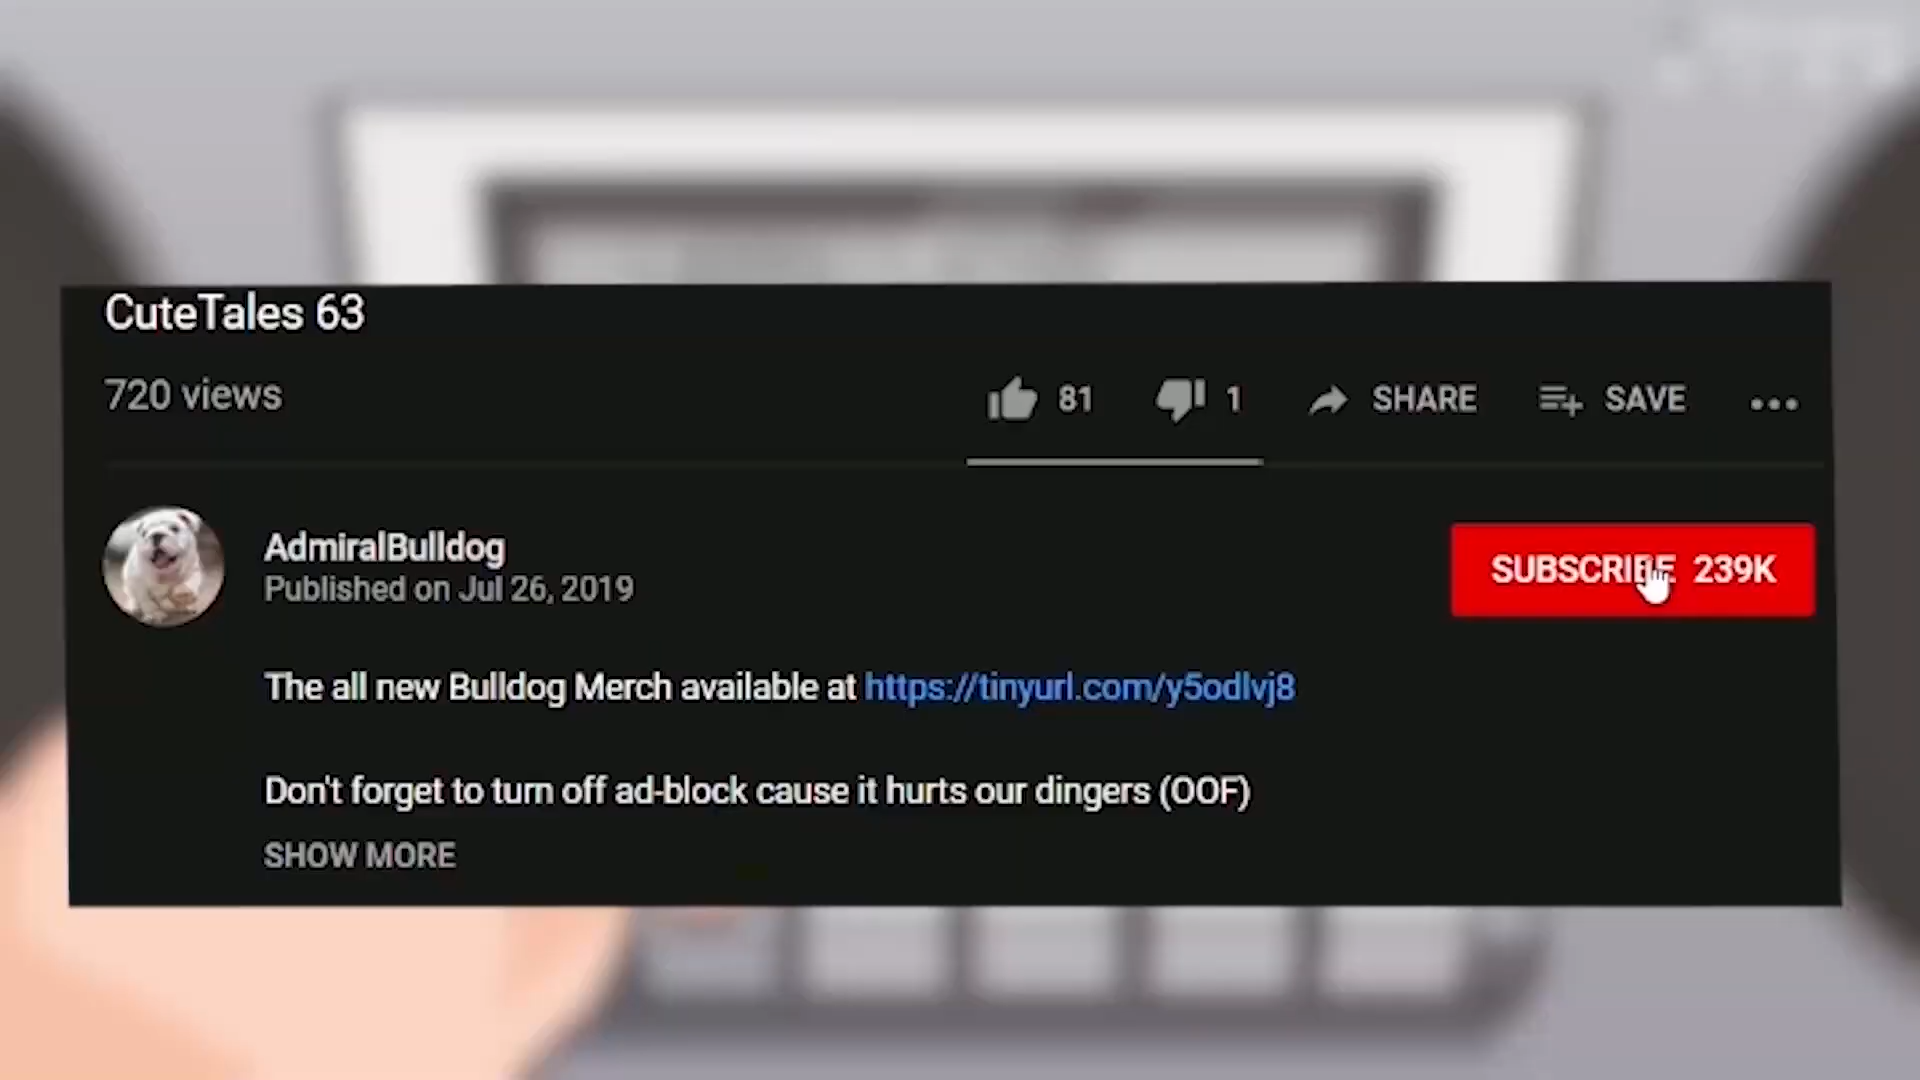 CuteTales 63
720 views
81 1 SHARE SAVE
AdmiralBulldog
Published on Jul 26, 2019
SUBSCRIBE 239K
The all new Bulldog Merch available at https://tinyurl.com/y5odlvj8
Don't forget to turn off ad-block cause it hurts our dingers (OOF)
SHOW MORE